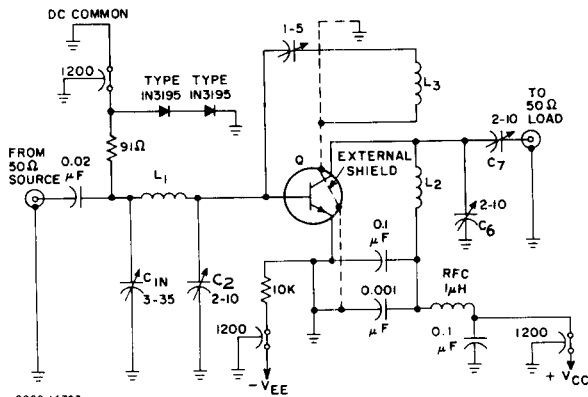 DC COMMON
1200
TYPE
1N3195
TYPE
1N3195
91Ω
FROM
50Ω
SOURCE
0.02
µF
L1
C1N
3-35
C2
2-10
1-5
L3
Q
EXTERNAL
SHIELD
L2
TO
50Ω
LOAD
2-10
C7
2-10
C6
0.1
µF
0.001
µF
10K
1200
-VEE
RFC
1µH
0.1
µF
1200
+ VCC